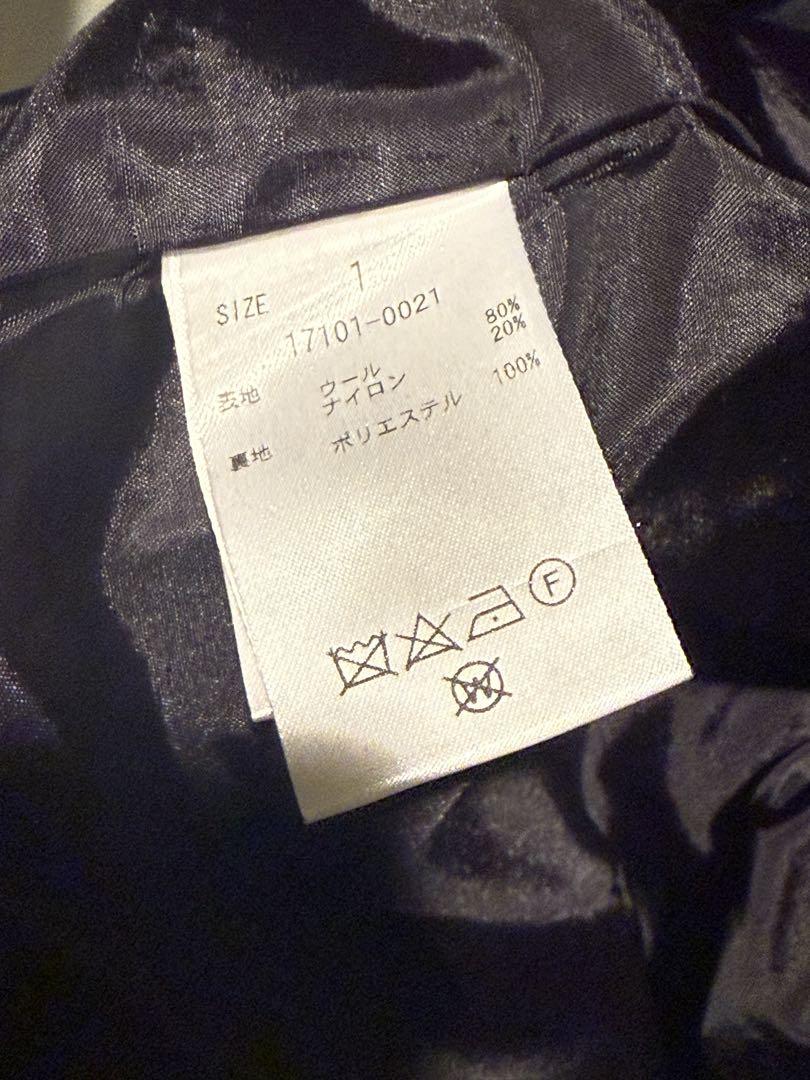 SIZE 1
17101-0021
表地 ウール 80%
ナイロン 20%
裏地 ポリエステル 100%
F
W